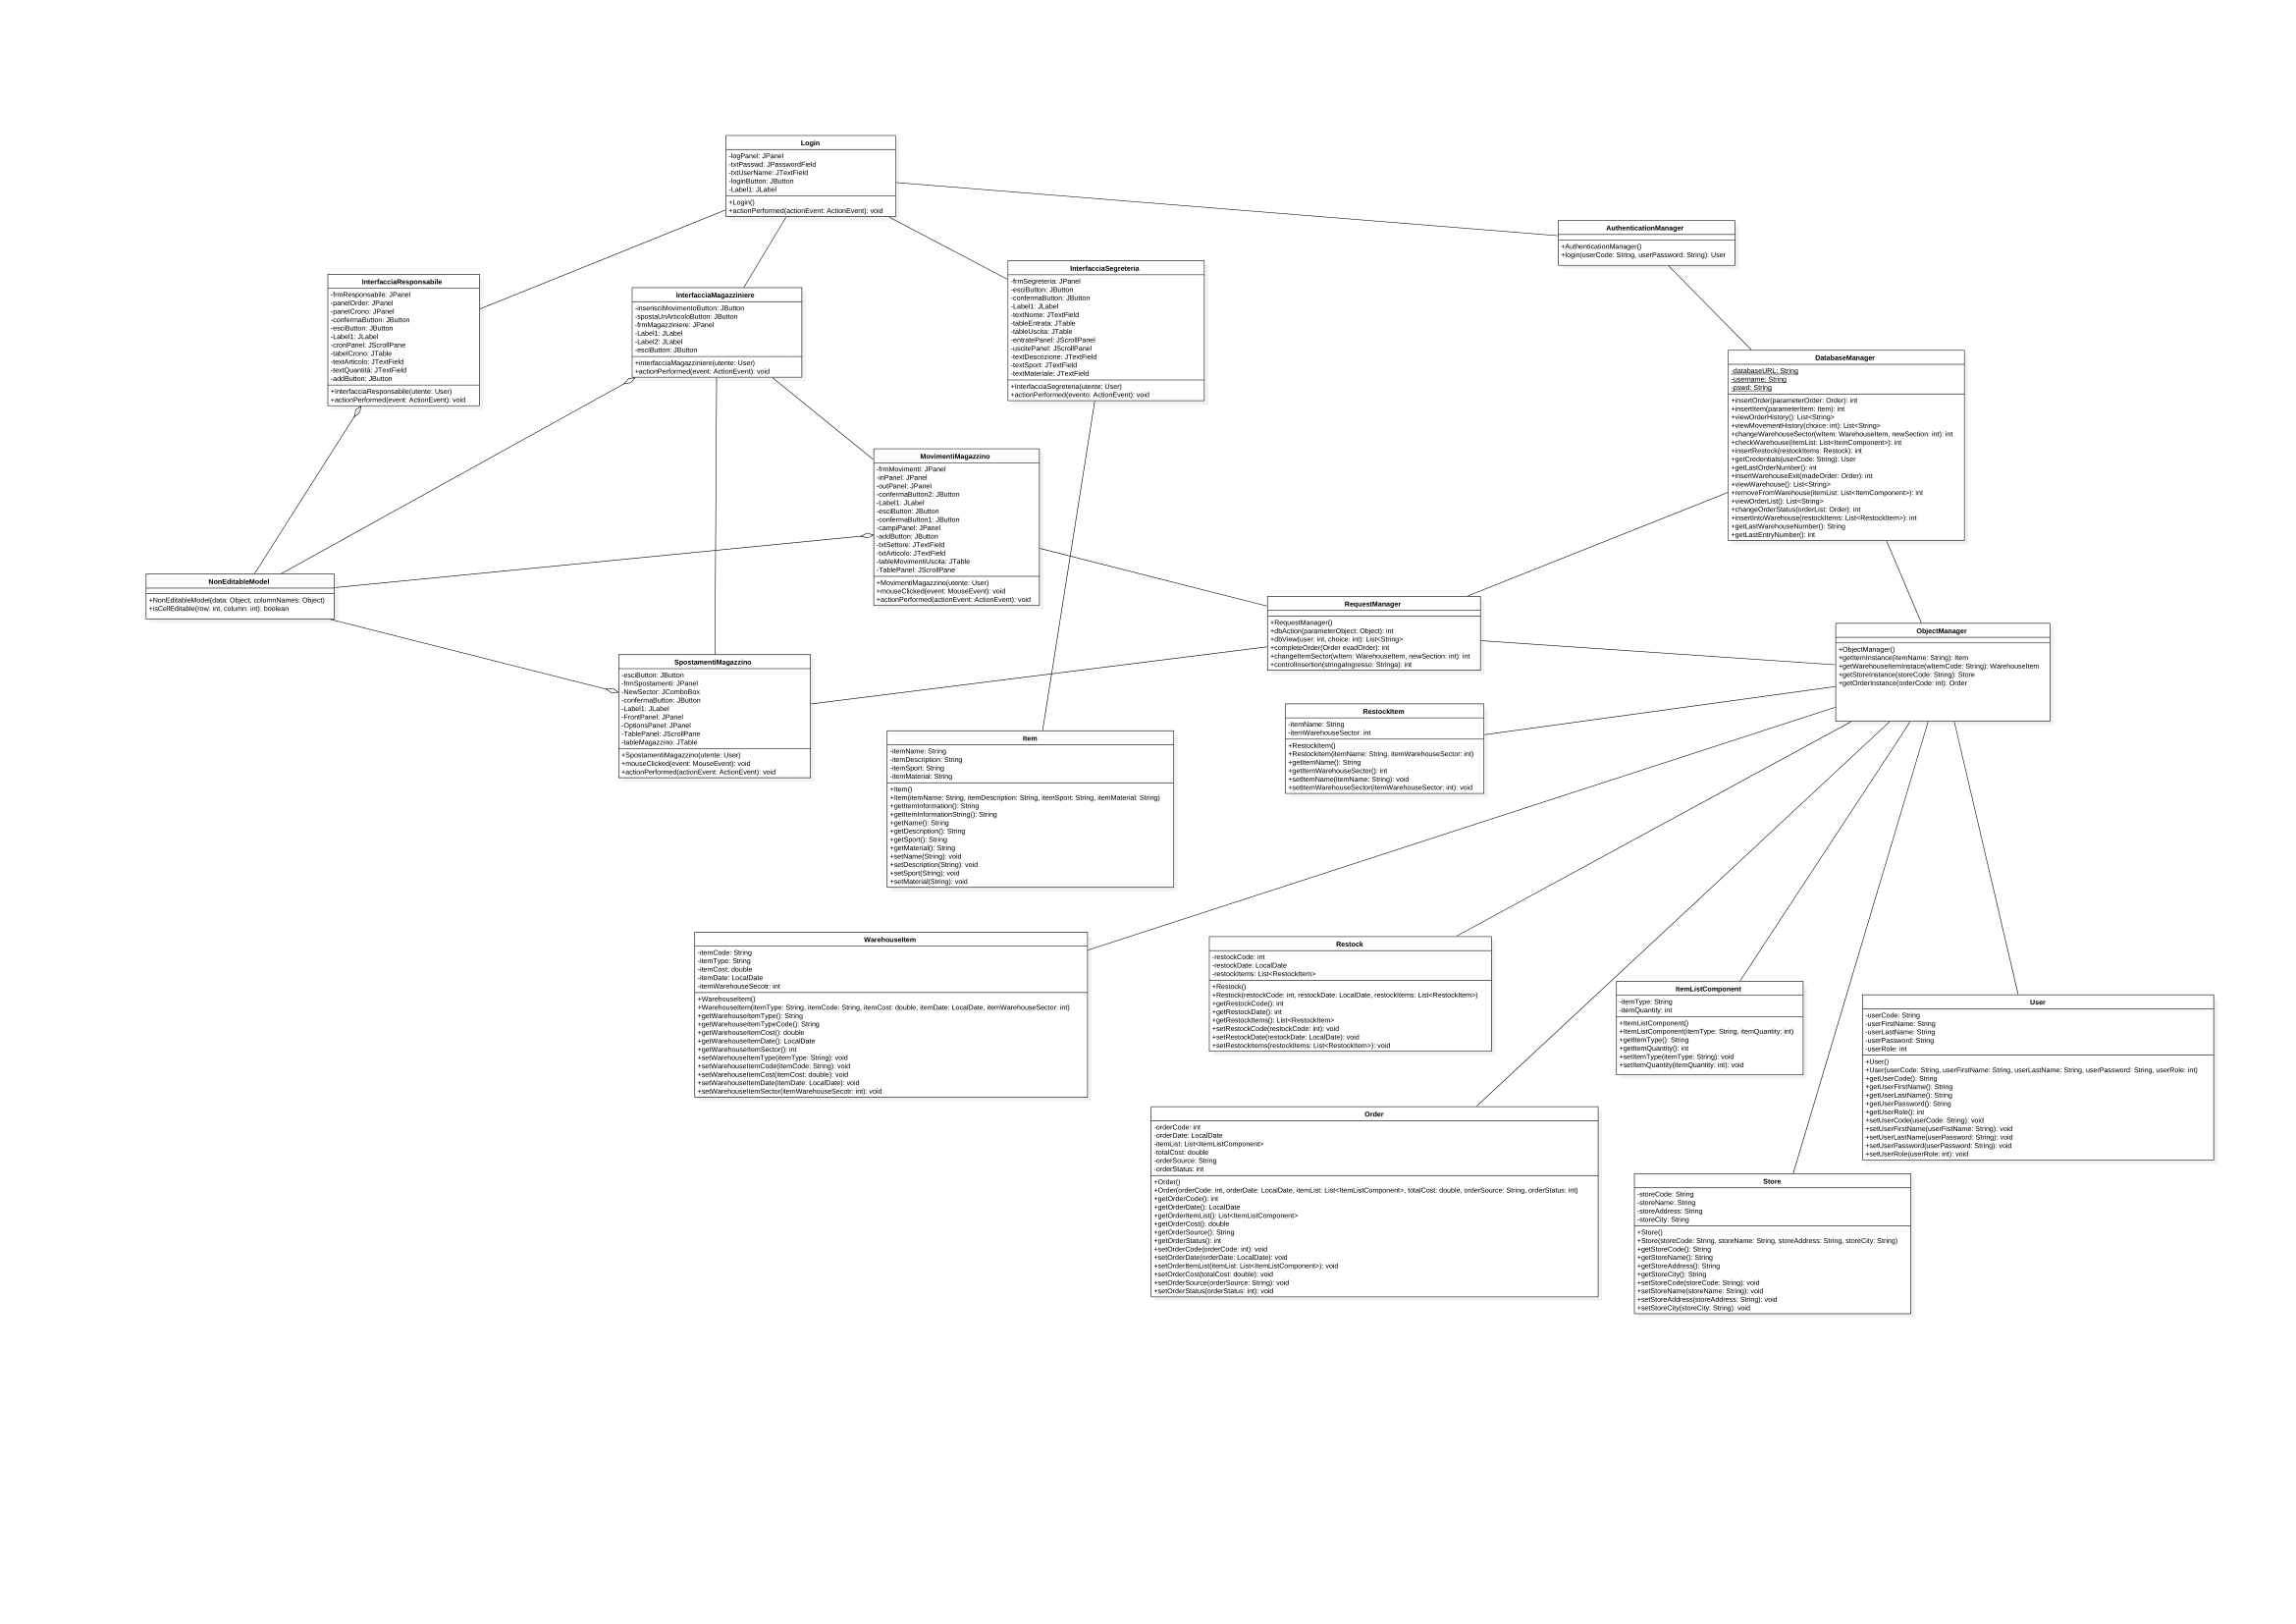 Login
-logPanel: JPanel
-txtPasswd: JPasswordField
-txtUserName: JTextField
-loginButton: JButton
-Label1: JLabel
+Login()
+actionPerformed(actionEvent: ActionEvent): void
AuthenticationManager
+AuthenticationManager()
+login(userCode: String, userPassword: String): User
InterfacciaResponsabile
-frmResponsabile: JPanel
-panelOrder: JPanel
-panelCrono: JPanel
-confermaButton: JButton
-esciButton: JButton
-Label1: JLabel
-cronPanel: JScrollPane
-tabelCrono: JTable
-textArticolo: JTextField
-textQuantità: JTextField
-addButton: JButton
+InterfacciaResponsabile(utente: User)
+actionPerformed(event: ActionEvent): void
InterfacciaMagazziniere
-inserisciMovimentoButton: JButton
-spostaUnArticoloButton: JButton
-frmMagazziniere: JPanel
-Label1: JLabel
-Label2: JLabel
-esciButton: JButton
+interfacciaMagazziniere(utente: User)
+actionPerformed(event: ActionEvent): void
InterfacciaSegreteria
-frmSegreteria: JPanel
-esciButton: JButton
-confermaButton: JButton
-Label1: JLabel
-textNome: JTextField
-tableEntrata: JTable
-tableUscita: JTable
-entratePanel: JScrollPanel
-uscitePanel: JScrollPanel
-textDescrizione: JTextField
-textSport: JTextField
-textMateriale: JTextField
+InterfacciaSegreteria(utente: User)
+actionPerformed(evento: ActionEvent): void
DatabaseManager
-databaseURL: String
-username: String
-pswd: String
+insertOrder(parameterOrder: Order): int
+insertItem(parameterItem: Item): int
+viewOrderHistory(): List<String>
+viewMovementHistory(choice: int): List<String>
+changeWarehouseSector(wItem: WarehouseItem, newSection: int): int
+checkWarehouse(itemList: List<ItemComponent>): int
+insertRestock(restockItems: Restock): int
+getCredentials(userCode: String): User
+getLastOrderNumber(): int
+insertWarehouseExit(madeOrder: Order): int
+viewWarehouse(): List<String>
+removeFromWarehouse(itemList: List<ItemComponent>): int
+viewOrderList(): List<String>
+changeOrderStatus(orderList: Order): int
+insertIntoWarehouse(restockItems: List<RestockItem>): int
+getLastWarehouseNumber(): String
+getLastEntryNumber(): int
MovimentiMagazzino
-frmMovimenti: JPanel
-inPanel: JPanel
-outPanel: JPanel
-confermaButton2: JButton
-Label1: JLabel
-esciButton: JButton
-confermaButton1: JButton
-campiPanel: JPanel
-addButton: JButton
-txtSettore: JTextField
-txtArticolo: JTextField
-tableMovimentiUscita: JTable
-TablePanel: JScrollPane
+MovimentiMagazzino(utente: User)
+mouseClicked(event: MouseEvent): void
+actionPerformed(actionEvent: ActionEvent): void
NonEditableModel
+NonEditableModel(data: Object, columnNames: Object)
+isCellEditable(row: int, column: int): boolean
RequestManager
+RequestManager()
+dbAction(parameterObject: Object): int
+dbView(user: int, choice: int): List<String>
+completeOrder(Order evadOrder): int
+changeItemSector(wItem: WarehouseItem, newSection: int): int
+controlInsertion(stringaIngresso: Stringa): int
ObjectManager
+ObjectManager()
+getItemInstance(itemName: String): Item
+getWarehouseItemInstace(wItemCode: String): WarehouseItem
+getStoreInstance(storeCode: String): Store
+getOrderInstance(orderCode: int): Order
SpostamentiMagazzino
-esciButton: JButton
-frmSpostamenti: JPanel
-NewSector: JComboBox
-confermaButton: JButton
-Label1: JLabel
-FrontPanel: JPanel
-OptionsPanel: JPanel
-TablePanel: JScrollPane
-tableMagazzino: JTable
+SpostamentiMagazzino(utente: User)
+mouseClicked(event: MouseEvent): void
+actionPerformed(actionEvent: ActionEvent): void
RestockItem
-itemName: String
-itemWarehouseSector: int
+RestockItem()
+RestockItem(itemName: String, itemWarehouseSector: int)
+getItemName(): String
+getItemWarehouseSector(): int
+setItemName(itemName: String): void
+setItemWarehouseSector(itemWarehouseSector: int): void
Item
-itemName: String
-itemDescription: String
-itemSport: String
-itemMaterial: String
+Item()
+Item(itemName: String, itemDescription: String, itemSport: String, itemMaterial: String)
+getItemInformation(): String
+getItemInformationString(): String
+getName(): String
+getDescription(): String
+getSport(): String
+getMaterial(): String
+setName(String): void
+setDescription(String): void
+setSport(String): void
+setMaterial(String): void
WarehouseItem
-itemCode: String
-itemType: String
-itemCost: double
-itemDate: LocalDate
-itemWarehouseSecotr: int
+WarehouseItem()
+WarehouseItem(itemType: String, itemCode: String, itemCost: double, itemDate: LocalDate, itemWarehouseSector: int)
+getWarehouseItemType(): String
+getWarehouseItemTypeCode(): String
+getWarehouseItemCost(): double
+getWarehouseItemDate(): LocalDate
+getWarehouseItemSector(): int
+setWarehouseItemType(itemType: String): void
+setWarehouseItemCode(itemCode: String): void
+setWarehouseItemCost(itemCost: double): void
+setWarehouseItemDate(itemDate: LocalDate): void
+setWarehouseItemSector(itemWarehouseSecotr: int): void
Restock
-restockCode: int
-restockDate: LocalDate
-restockItems: List<RestockItem>
+Restock()
+Restock(restockCode: int, restockDate: LocalDate, restockItems: List<RestockItem>)
+getRestockCode(): int
+getRestockDate(): int
+getRestockItems(): List<RestockItem>
+setRestockCode(restockCode: int): void
+setRestockDate(restockDate: LocalDate): void
+setRestockItems(restockItems: List<RestockItem>): void
ItemListComponent
-itemType: String
-itemQuantity: int
+ItemListComponent()
+ItemListComponent(itemType: String, itemQuantity: int)
+getItemType(): String
+getItemQuantity(): int
+setItemType(itemType: String): void
+setItemQuantity(itemQuantity: int): void
User
-userCode: String
-userFirstName: String
-userLastName: String
-userPassword: String
-userRole: int
+User()
+User(userCode: String, userFirstName: String, userLastName: String, userPassword: String, userRole: int)
+getUserCode(): String
+getUserFirstName(): String
+getUserLastName(): String
+getUserPassword(): String
+getUserRole(): int
+setUserCode(userCode: String): void
+setUserFirstName(userFistName: String): void
+setUserLastName(userPassword: String): void
+setUserPassword(userPassword: String): void
+setUserRole(userRole: int): void
Order
-orderCode: int
-orderDate: LocalDate
-itemList: List<ItemListComponent>
-totalCost: double
-orderSource: String
-orderStatus: int
+Order()
+Order(orderCode: int, orderDate: LocalDate, itemList: List<ItemListComponent>, totalCost: double, orderSource: String, orderStatus: int)
+getOrderCode(): int
+getOrderDate(): LocalDate
+getOrderItemList(): List<ItemListComponent>
+getOrderCost(): double
+getOrderSource(): String
+getOrderStatus(): int
+setOrderCode(orderCode: int): void
+setOrderDate(orderDate: LocalDate): void
+setOrderItemList(itemList: List<ItemListComponent>): void
+setOrderCost(totalCost: double): void
+setOrderSource(orderSource: String): void
+setOrderStatus(orderStatus: int): void
Store
-storeCode: String
-storeName: String
-storeAddress: String
-storeCity: String
+Store()
+Store(storeCode: String, storeName: String, storeAddress: String, storeCity: String)
+getStoreCode(): String
+getStoreName(): String
+getStoreAddress(): String
+getStoreCity(): String
+setStoreCode(storeCode: String): void
+setStoreName(storeName: String): void
+setStoreAddress(storeAddress: String): void
+setStoreCity(storeCity: String): void